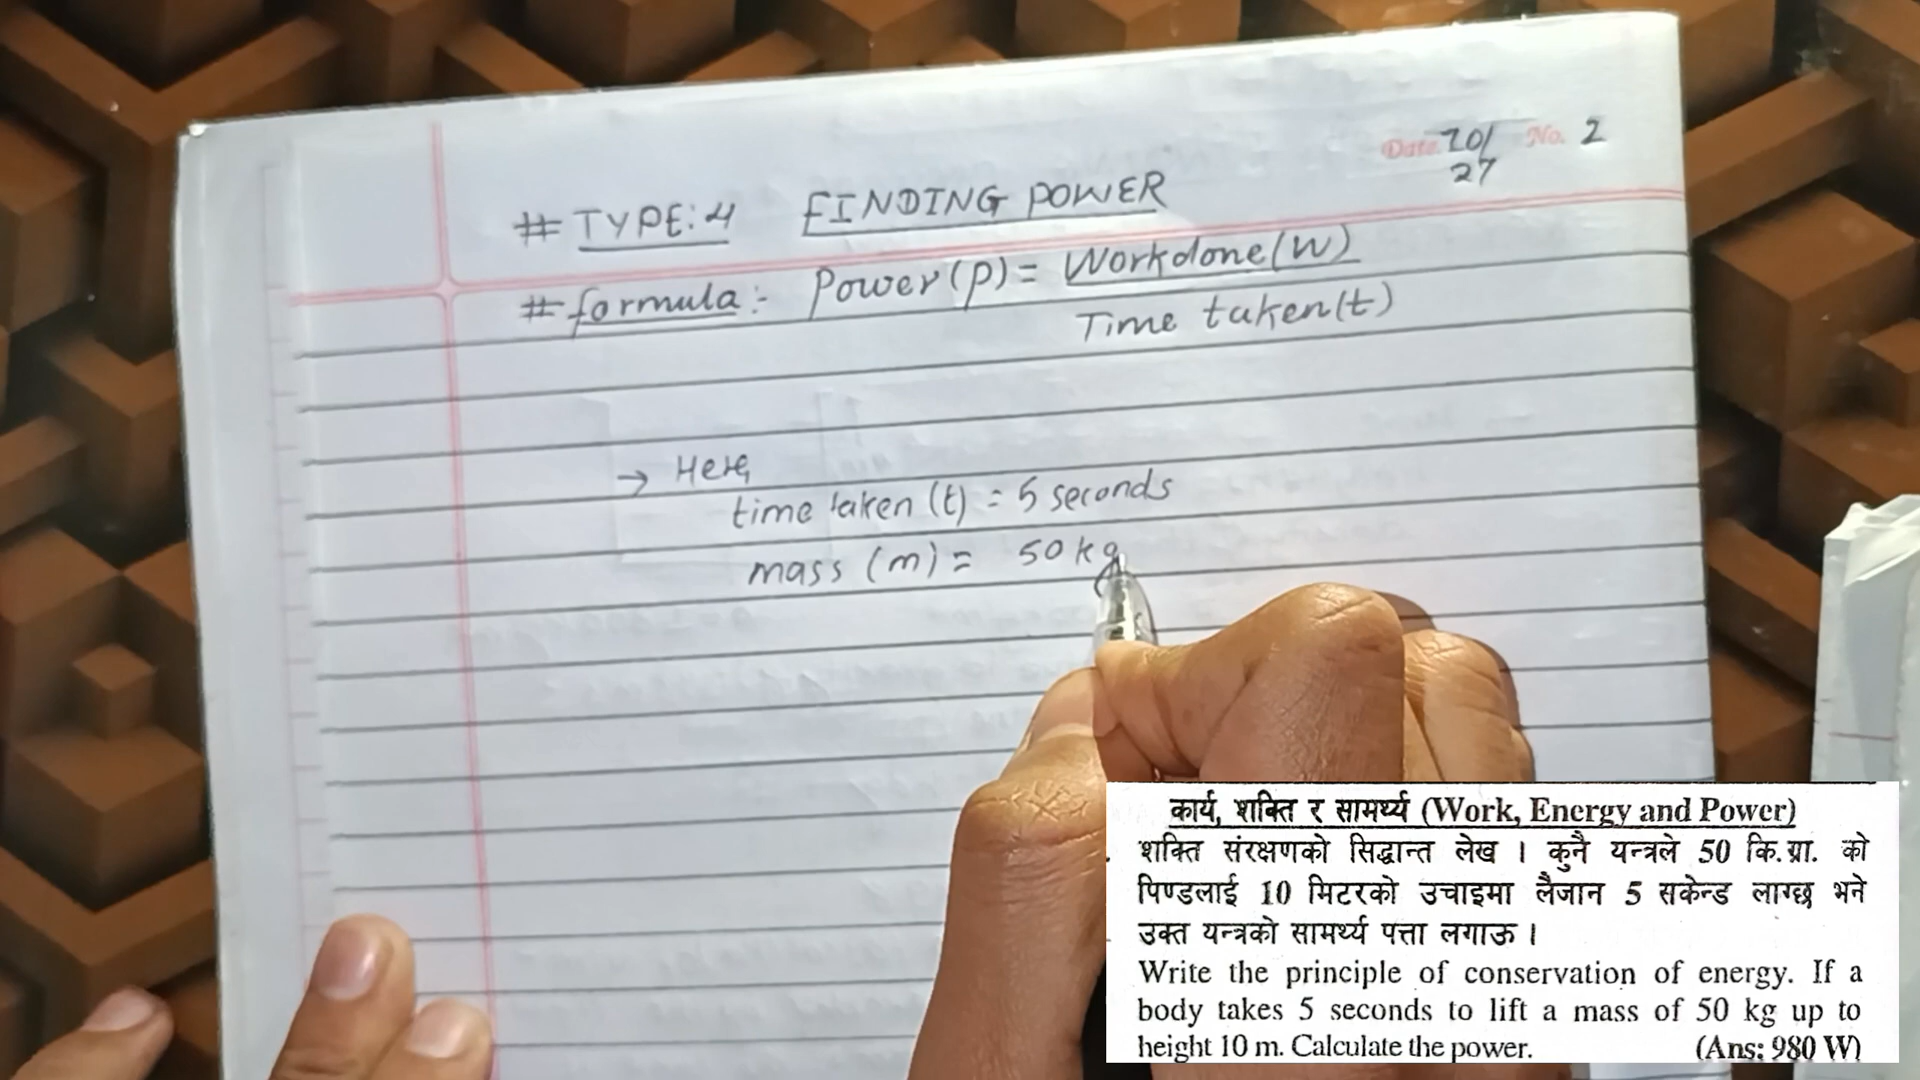 Date 20/ No. 2
27
# TYPE: 4 FINDING POWER
# formula:- Power (P) = Workdone (W)
Time taken (t)
→ Here,
time taken (t) = 5 seconds
mass (m) = 50 kg
कार्य, शक्ति र सामर्थ्य (Work, Energy and Power)
शक्ति संरक्षणको सिद्धान्त लेख । कुनै यन्त्रले 50 कि.ग्रा. को
पिण्डलाई 10 मिटरको उचाइमा लैजान 5 सकेन्ड लाग्छ भने
उक्त यन्त्रको सामर्थ्य पत्ता लगाऊ ।
Write the principle of conservation of energy. If a
body takes 5 seconds to lift a mass of 50 kg up to
height 10 m. Calculate the power. (Ans: 980 W)